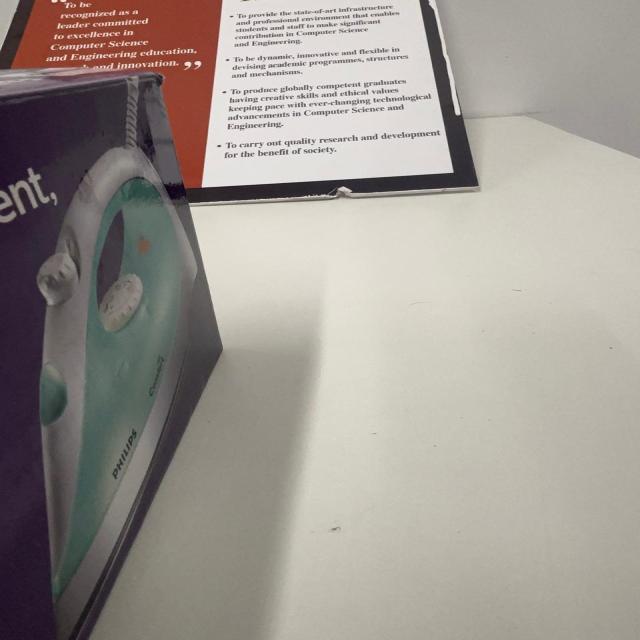 To be
recognized as a
leader committed
to excellence in
Computer Science
and Engineering education,
and innovation.”
• To provide the state-of-art infrastructure
and professional environment that enables
students and staff to make significant
contribution in Computer Science
and Engineering.
• To be dynamic, innovative and flexible in
devising academic programmes, structures
and mechanisms.
• To produce globally competent graduates
having creative skills and ethical values
keeping pace with ever-changing technological
advancements in Computer Science and
Engineering.
• To carry out quality research and development
for the benefit of society.
ent,
PHILIPS